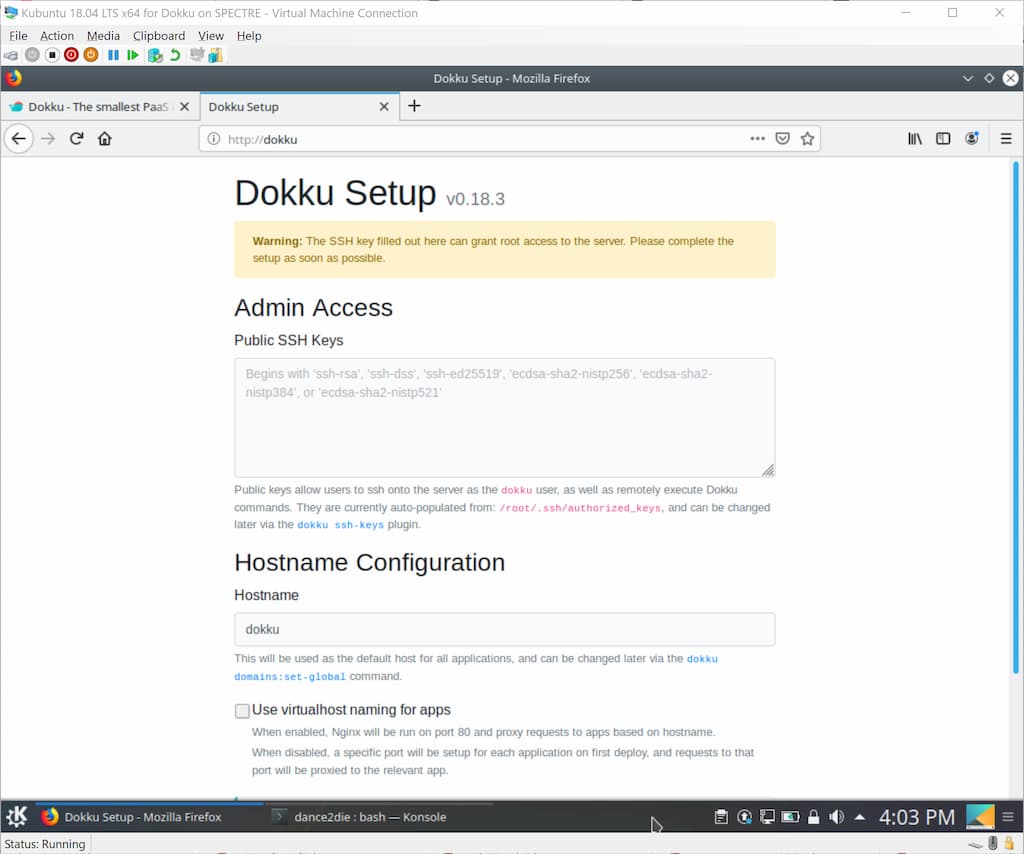 Kubuntu 18.04 LTS x64 for Dokku on SPECTRE - Virtual Machine Connection
File Action Media Clipboard View Help
Dokku Setup - Mozilla Firefox
Dokku - The smallest PaaS
Dokku Setup
http://dokku
Dokku Setup v0.18.3
Warning: The SSH key filled out here can grant root access to the server. Please complete the
setup as soon as possible.
Admin Access
Public SSH Keys
Begins with 'ssh-rsa', 'ssh-dss', 'ssh-ed25519', 'ecdsa-sha2-nistp256', 'ecdsa-sha2-
nistp384', or 'ecdsa-sha2-nistp521'
Public keys allow users to ssh onto the server as the dokku user, as well as remotely execute Dokku
commands. They are currently auto-populated from: /root/.ssh/authorized_keys, and can be changed
later via the dokku ssh-keys plugin.
Hostname Configuration
Hostname
dokku
This will be used as the default host for all applications, and can be changed later via the dokku
domains:set-global command.
Use virtualhost naming for apps
When enabled, Nginx will be run on port 80 and proxy requests to apps based on hostname.
When disabled, a specific port will be setup for each application on first deploy, and requests to that
port will be proxied to the relevant app.
Dokku Setup - Mozilla Firefox
dance2die : bash — Konsole
4:03 PM
Status: Running